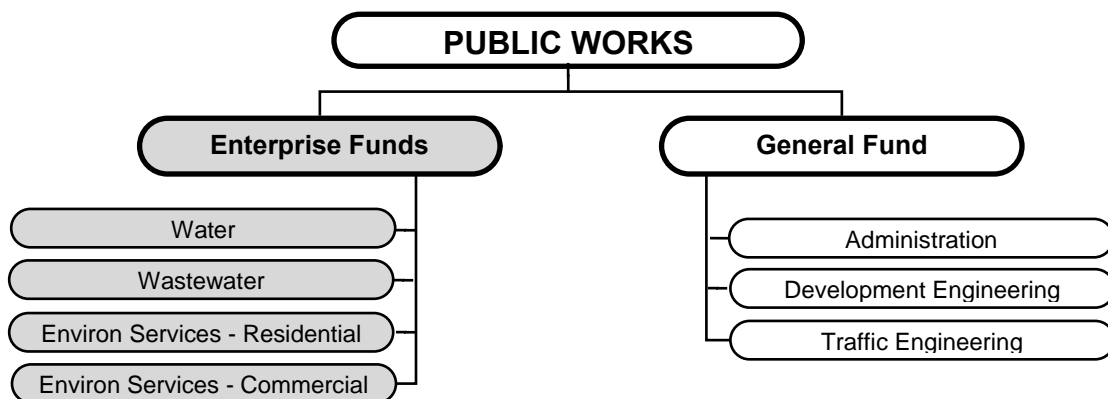 PUBLIC WORKS
Enterprise Funds
Water
Wastewater
Environ Services - Residential
Environ Services - Commercial
General Fund
Administration
Development Engineering
Traffic Engineering